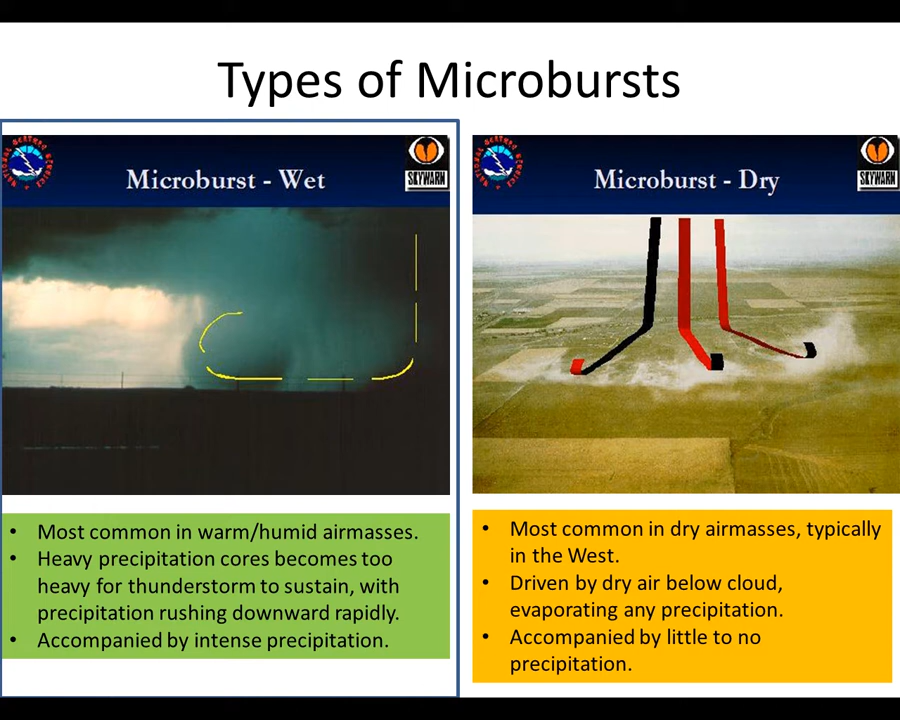 Types of Microbursts
Microburst - Wet
SKYWARN
• Most common in warm/humid airmasses.
• Heavy precipitation cores becomes too
heavy for thunderstorm to sustain, with
precipitation rushing downward rapidly.
• Accompanied by intense precipitation.
Microburst - Dry
SKYWARN
• Most common in dry airmasses, typically
in the West.
• Driven by dry air below cloud,
evaporating any precipitation.
• Accompanied by little to no
precipitation.